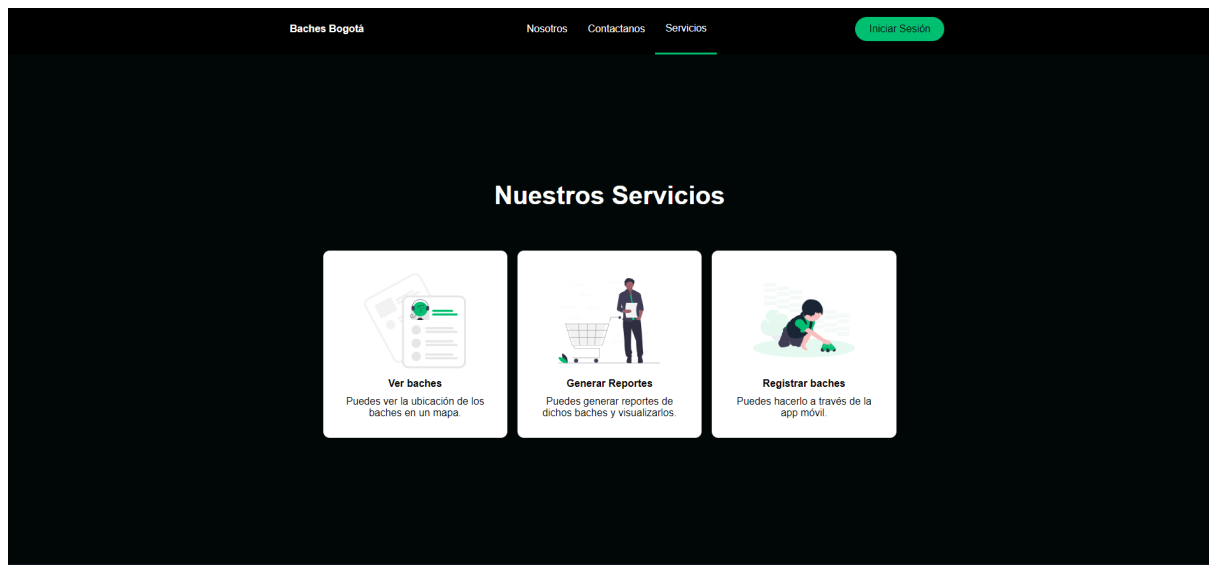 Baches Bogotá
Nosotros
Contactanos
Servicios
Iniciar Sesión
Nuestros Servicios
Ver baches
Puedes ver la ubicación de los
baches en un mapa.
Generar Reportes
Puedes generar reportes de
dichos baches y visualizarlos.
Registrar baches
Puedes hacerlo a través de la
app móvil.